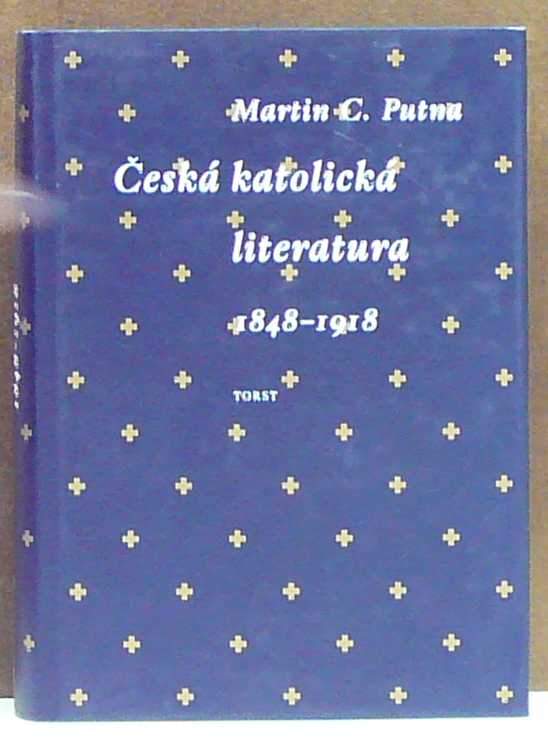 Martin C. Putna
Česká katolická
literatura
1848–1918
TORST